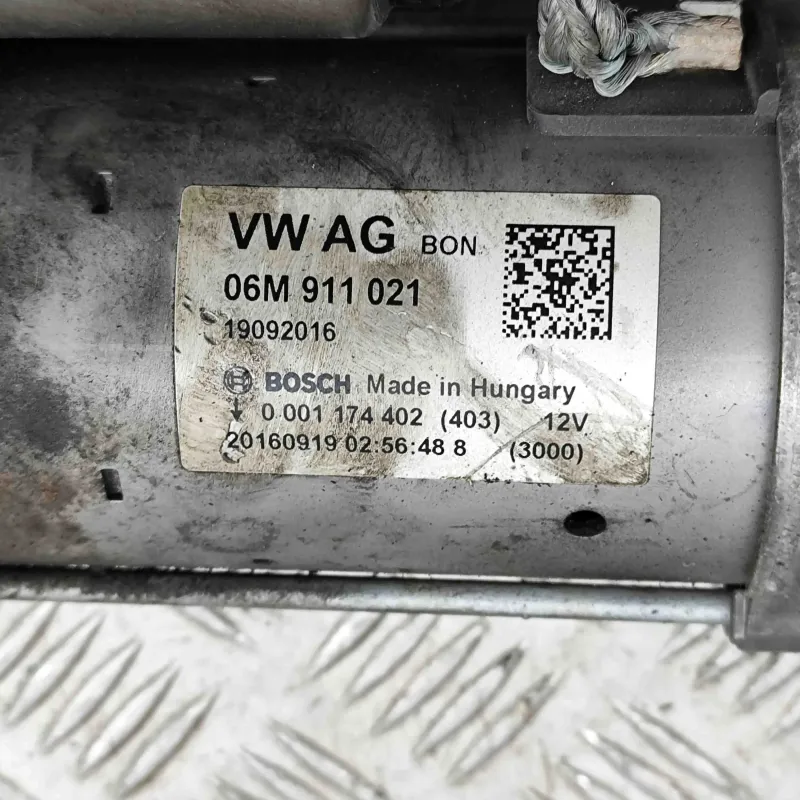 VW AG BON
06M 911 021
19092016
BOSCH Made in Hungary
0 001 174 402 (403) 12V
20160919 02:56:48 8 (3000)